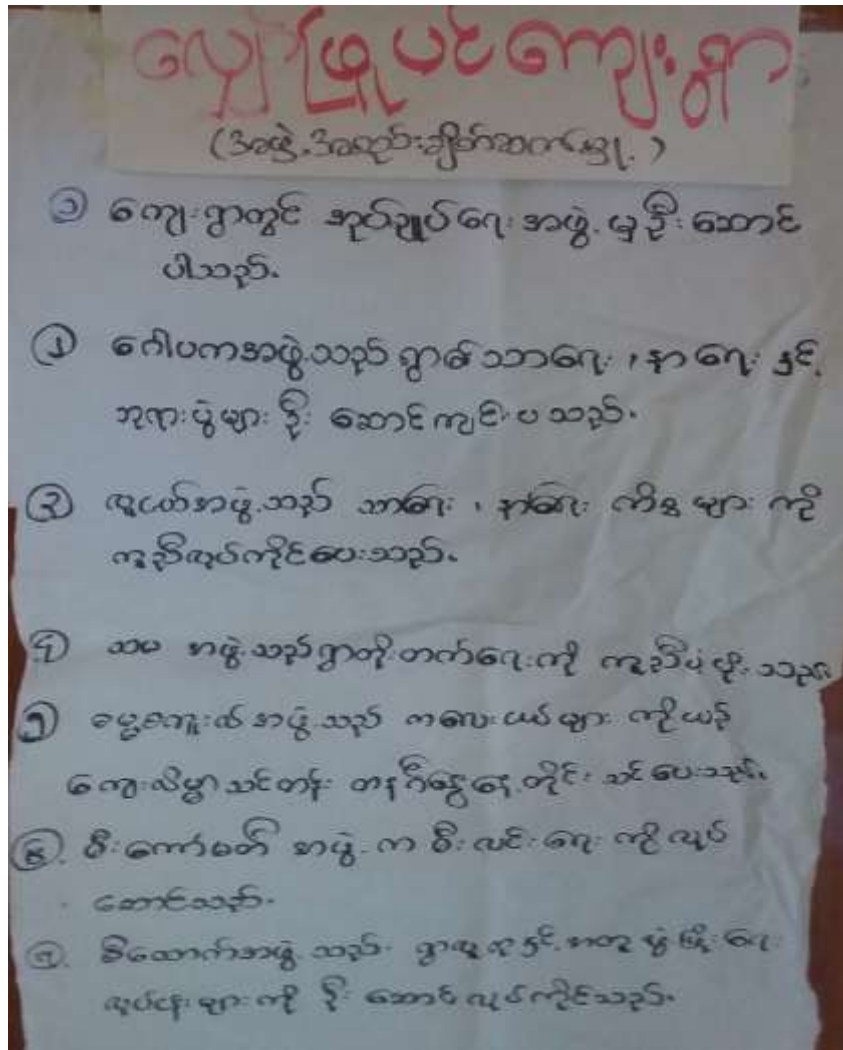 လျှော်ဖြူပင်ကျေးရွာ
(အဖွဲ့အစည်းချိတ်ဆက်မှု)
၁ ကျေးရွာတွင် အုပ်ချုပ်ရေးအဖွဲ့မှ ဦးဆောင်
ပါသည်။
၂ ဂေါပကအဖွဲ့သည် ရွာ၏သာရေး၊နာရေးနှင့်
ဘုရားပွဲများ ဦးဆောင်ကျင်းပသည်။
၃ လူငယ်အဖွဲ့သည် သာရေး၊နာရေး ကိစ္စများကို
ကူညီလုပ်ကိုင်ပေးသည်။
၄ ဆမ အဖွဲ့သည်ရွာတိုးတက်ရေးကို ကူညီပံ့ပိုးသည်။
၅ ဓမ္မစကူးလ်အဖွဲ့သည် ကလေးငယ်များကိုယဉ်
ကျေးလိမ္မာသင်တန်း တနင်္ဂနွေနေ့တိုင်း သင်ပေးသည်။
၆. မီးကော်မတီအဖွဲ့က မီးလင်းရေးကိုလုပ်
ဆောင်သည်။
၇. စီထောက်အဖွဲ့သည် ရွာလူထုနှင့်အတူ ဖွံ့ဖြိုးရေး
လုပ်ငန်းများကို ဦးဆောင်လုပ်ကိုင်သည်။